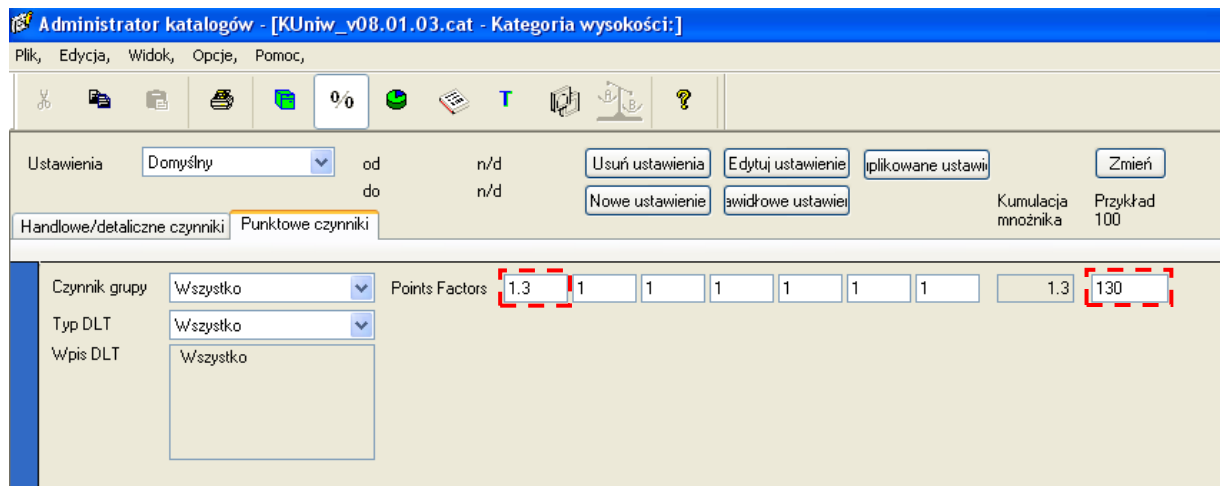 Administrator katalogów - [KUniw_v08.01.03.cat - Kategoria wysokości:]
Plik, Edycja, Widok, Opcje, Pomoc,
% T ?
Ustawienia Domyślny od n/d Usuń ustawienia Edytuj ustawienie iplikowane ustawi Zmień
do n/d Nowe ustawienie awidłowe ustawier Kumulacja mnożnika Przykład 100
Handlowe/detaliczne czynniki Punktowe czynniki
Czynnik grupy Wszystko Points Factors 1.3 1 1 1 1 1 1 1.3 130
Typ DLT Wszystko
Wpis DLT Wszystko